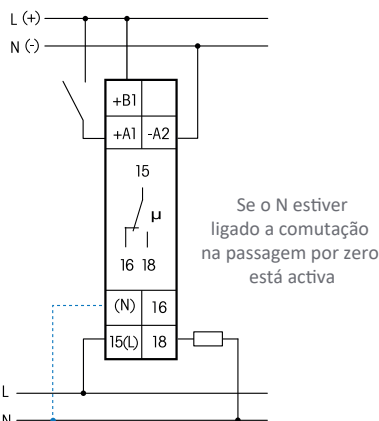 L (+)
N (-)
+B1
+A1 -A2
15
µ
16 18
Se o N estiver
ligado a comutação
na passagem por zero
está activa
(N) 16
15(L) 18
L
N